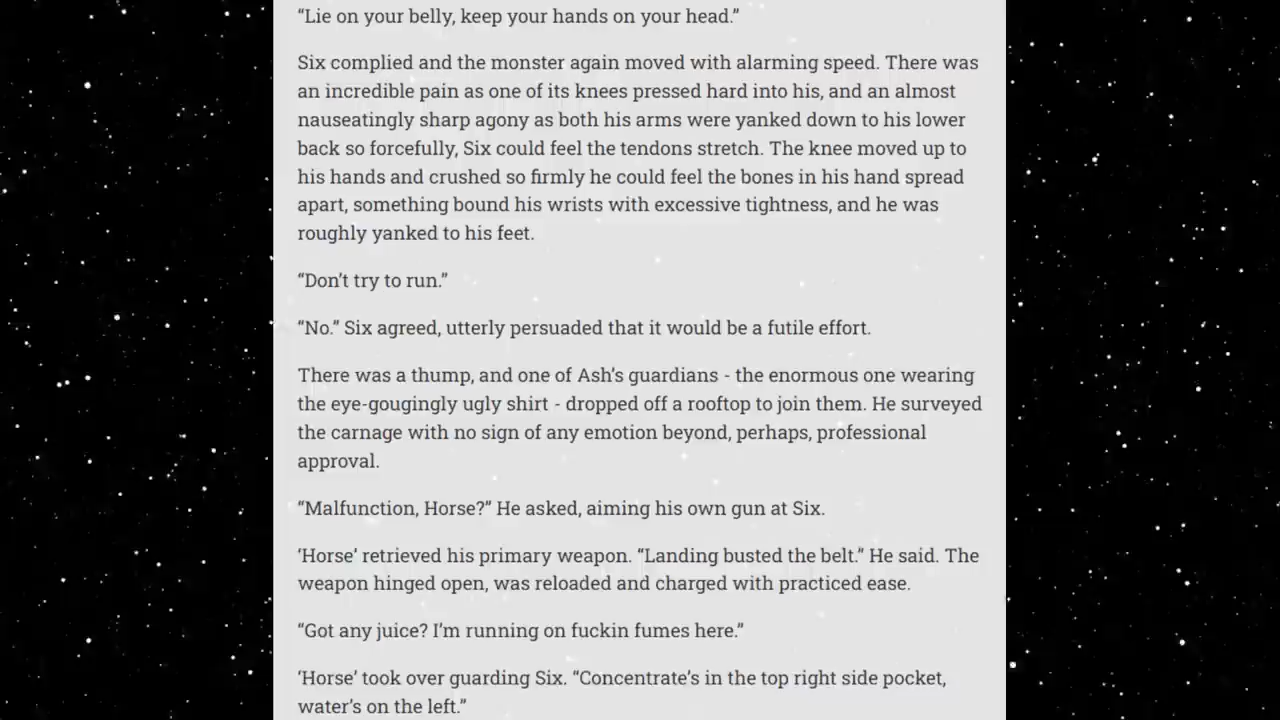 “Lie on your belly, keep your hands on your head.”
Six complied and the monster again moved with alarming speed. There was
an incredible pain as one of its knees pressed hard into his, and an almost
nauseatingly sharp agony as both his arms were yanked down to his lower
back so forcefully, Six could feel the tendons stretch. The knee moved up to
his hands and crushed so firmly he could feel the bones in his hand spread
apart, something bound his wrists with excessive tightness, and he was
roughly yanked to his feet.
“Don’t try to run.”
“No.” Six agreed, utterly persuaded that it would be a futile effort.
There was a thump, and one of Ash’s guardians - the enormous one wearing
the eye-gougingly ugly shirt - dropped off a rooftop to join them. He surveyed
the carnage with no sign of any emotion beyond, perhaps, professional
approval.
“Malfunction, Horse?” He asked, aiming his own gun at Six.
‘Horse’ retrieved his primary weapon. “Landing busted the belt.” He said. The
weapon hinged open, was reloaded and charged with practiced ease.
“Got any juice? I’m running on fuckin fumes here.”
‘Horse’ took over guarding Six. “Concentrate’s in the top right side pocket,
water’s on the left.”